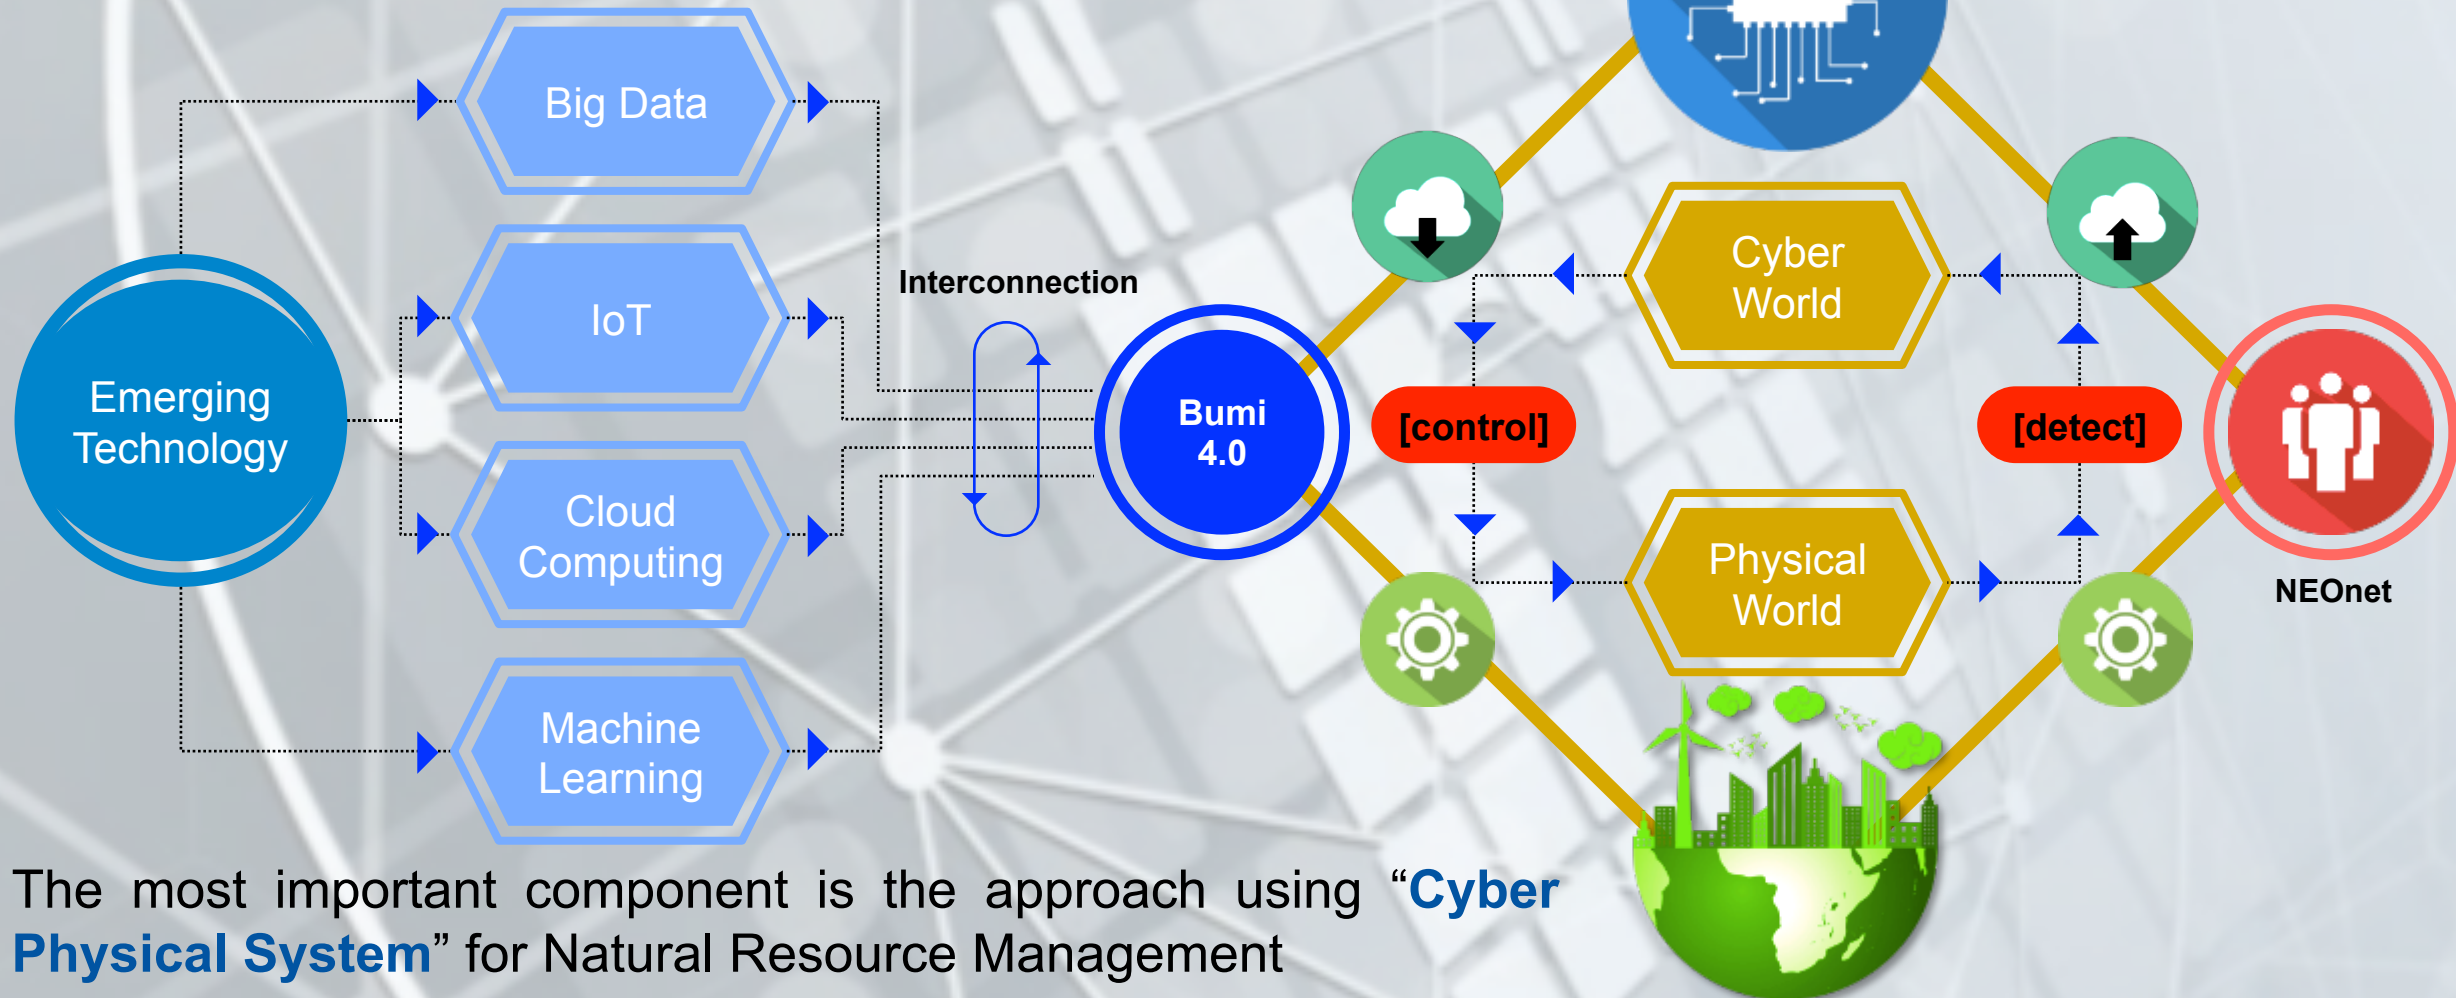 Big Data
IoT
Emerging
Technology
Cloud
Computing
Machine
Learning
Interconnection
Bumi
4.0
Cyber
World
[control]
[detect]
Physical
World
NEOnet
The most important component is the approach using “Cyber
Physical System” for Natural Resource Management